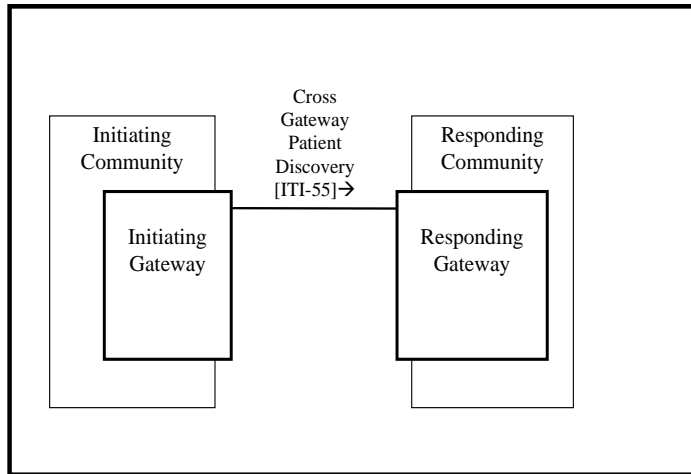 Initiating
Community
Cross
Gateway
Patient
Discovery
[ITI-55]→
Responding
Community
Initiating
Gateway
Responding
Gateway